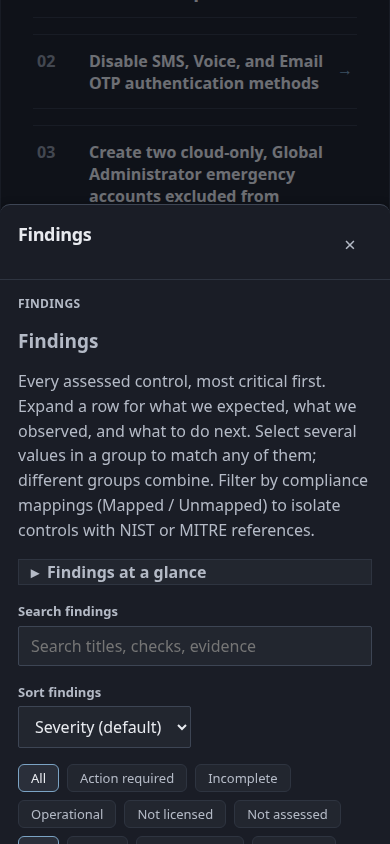 02
Disable SMS, Voice, and Email
OTP authentication methods
→
03
Create two cloud-only, Global
Administrator emergency
accounts excluded from
Findings
×
FINDINGS
Findings
Every assessed control, most critical first.
Expand a row for what we expected, what we
observed, and what to do next. Select several
values in a group to match any of them;
different groups combine. Filter by compliance
mappings (Mapped / Unmapped) to isolate
controls with NIST or MITRE references.
▸ Findings at a glance
Search findings
Search titles, checks, evidence
Sort findings
Severity (default)
All Action required Incomplete
Operational Not licensed Not assessed